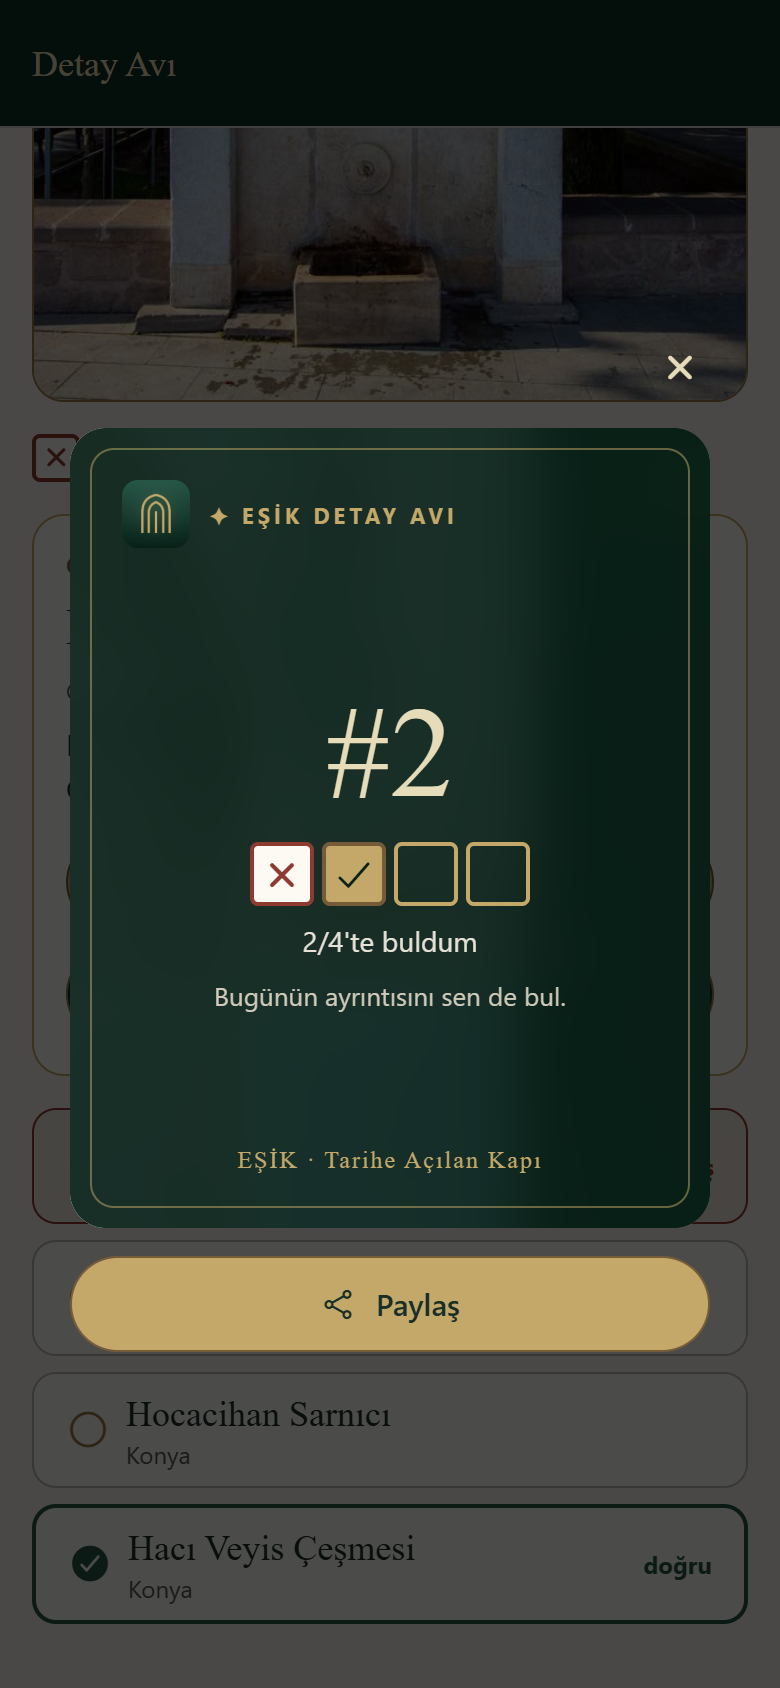 Detay Avı
✦ EŞİK DETAY AVI
#2
2/4'te buldum
Bugünün ayrıntısını sen de bul.
EŞİK · Tarihe Açılan Kapı
Paylaş
Hocacihan Sarnıcı
Konya
Hacı Veyis Çeşmesi
doğru
Konya